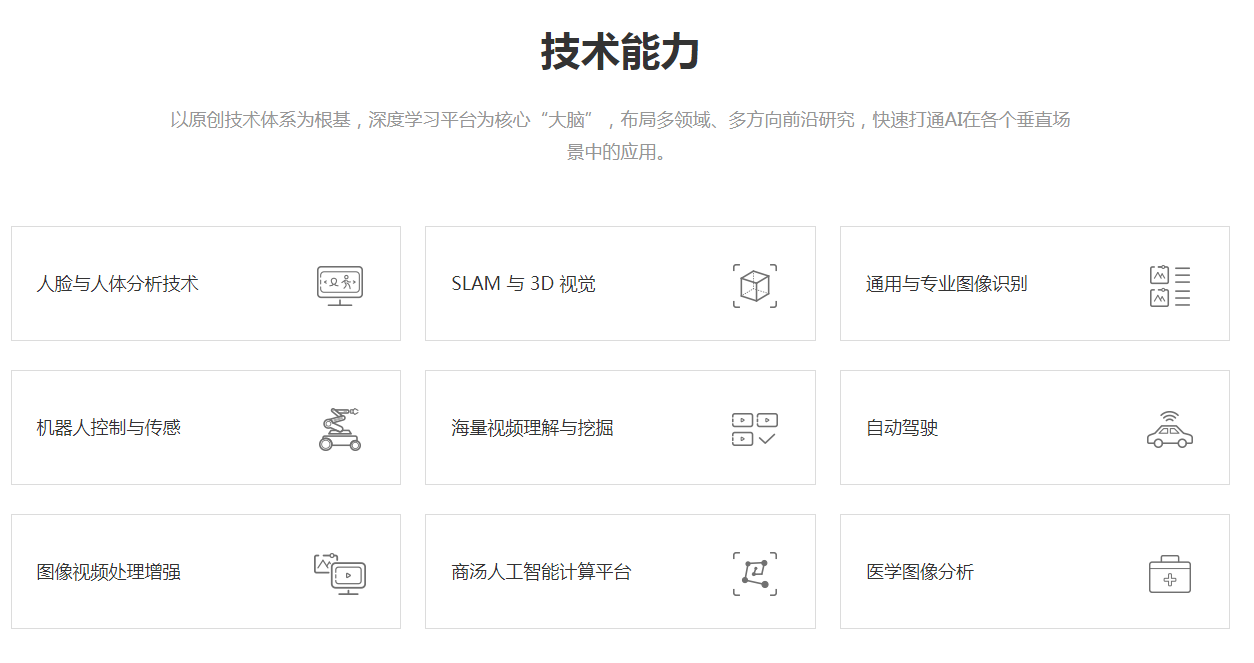 技术能力
以原创技术体系为根基，深度学习平台为核心“大脑”，布局多领域、多方向前沿研究，快速打通AI在各个垂直场
景中的应用。
人脸与人体分析技术
SLAM 与 3D 视觉
通用与专业图像识别
机器人控制与传感
海量视频理解与挖掘
自动驾驶
图像视频处理增强
商汤人工智能计算平台
医学图像分析